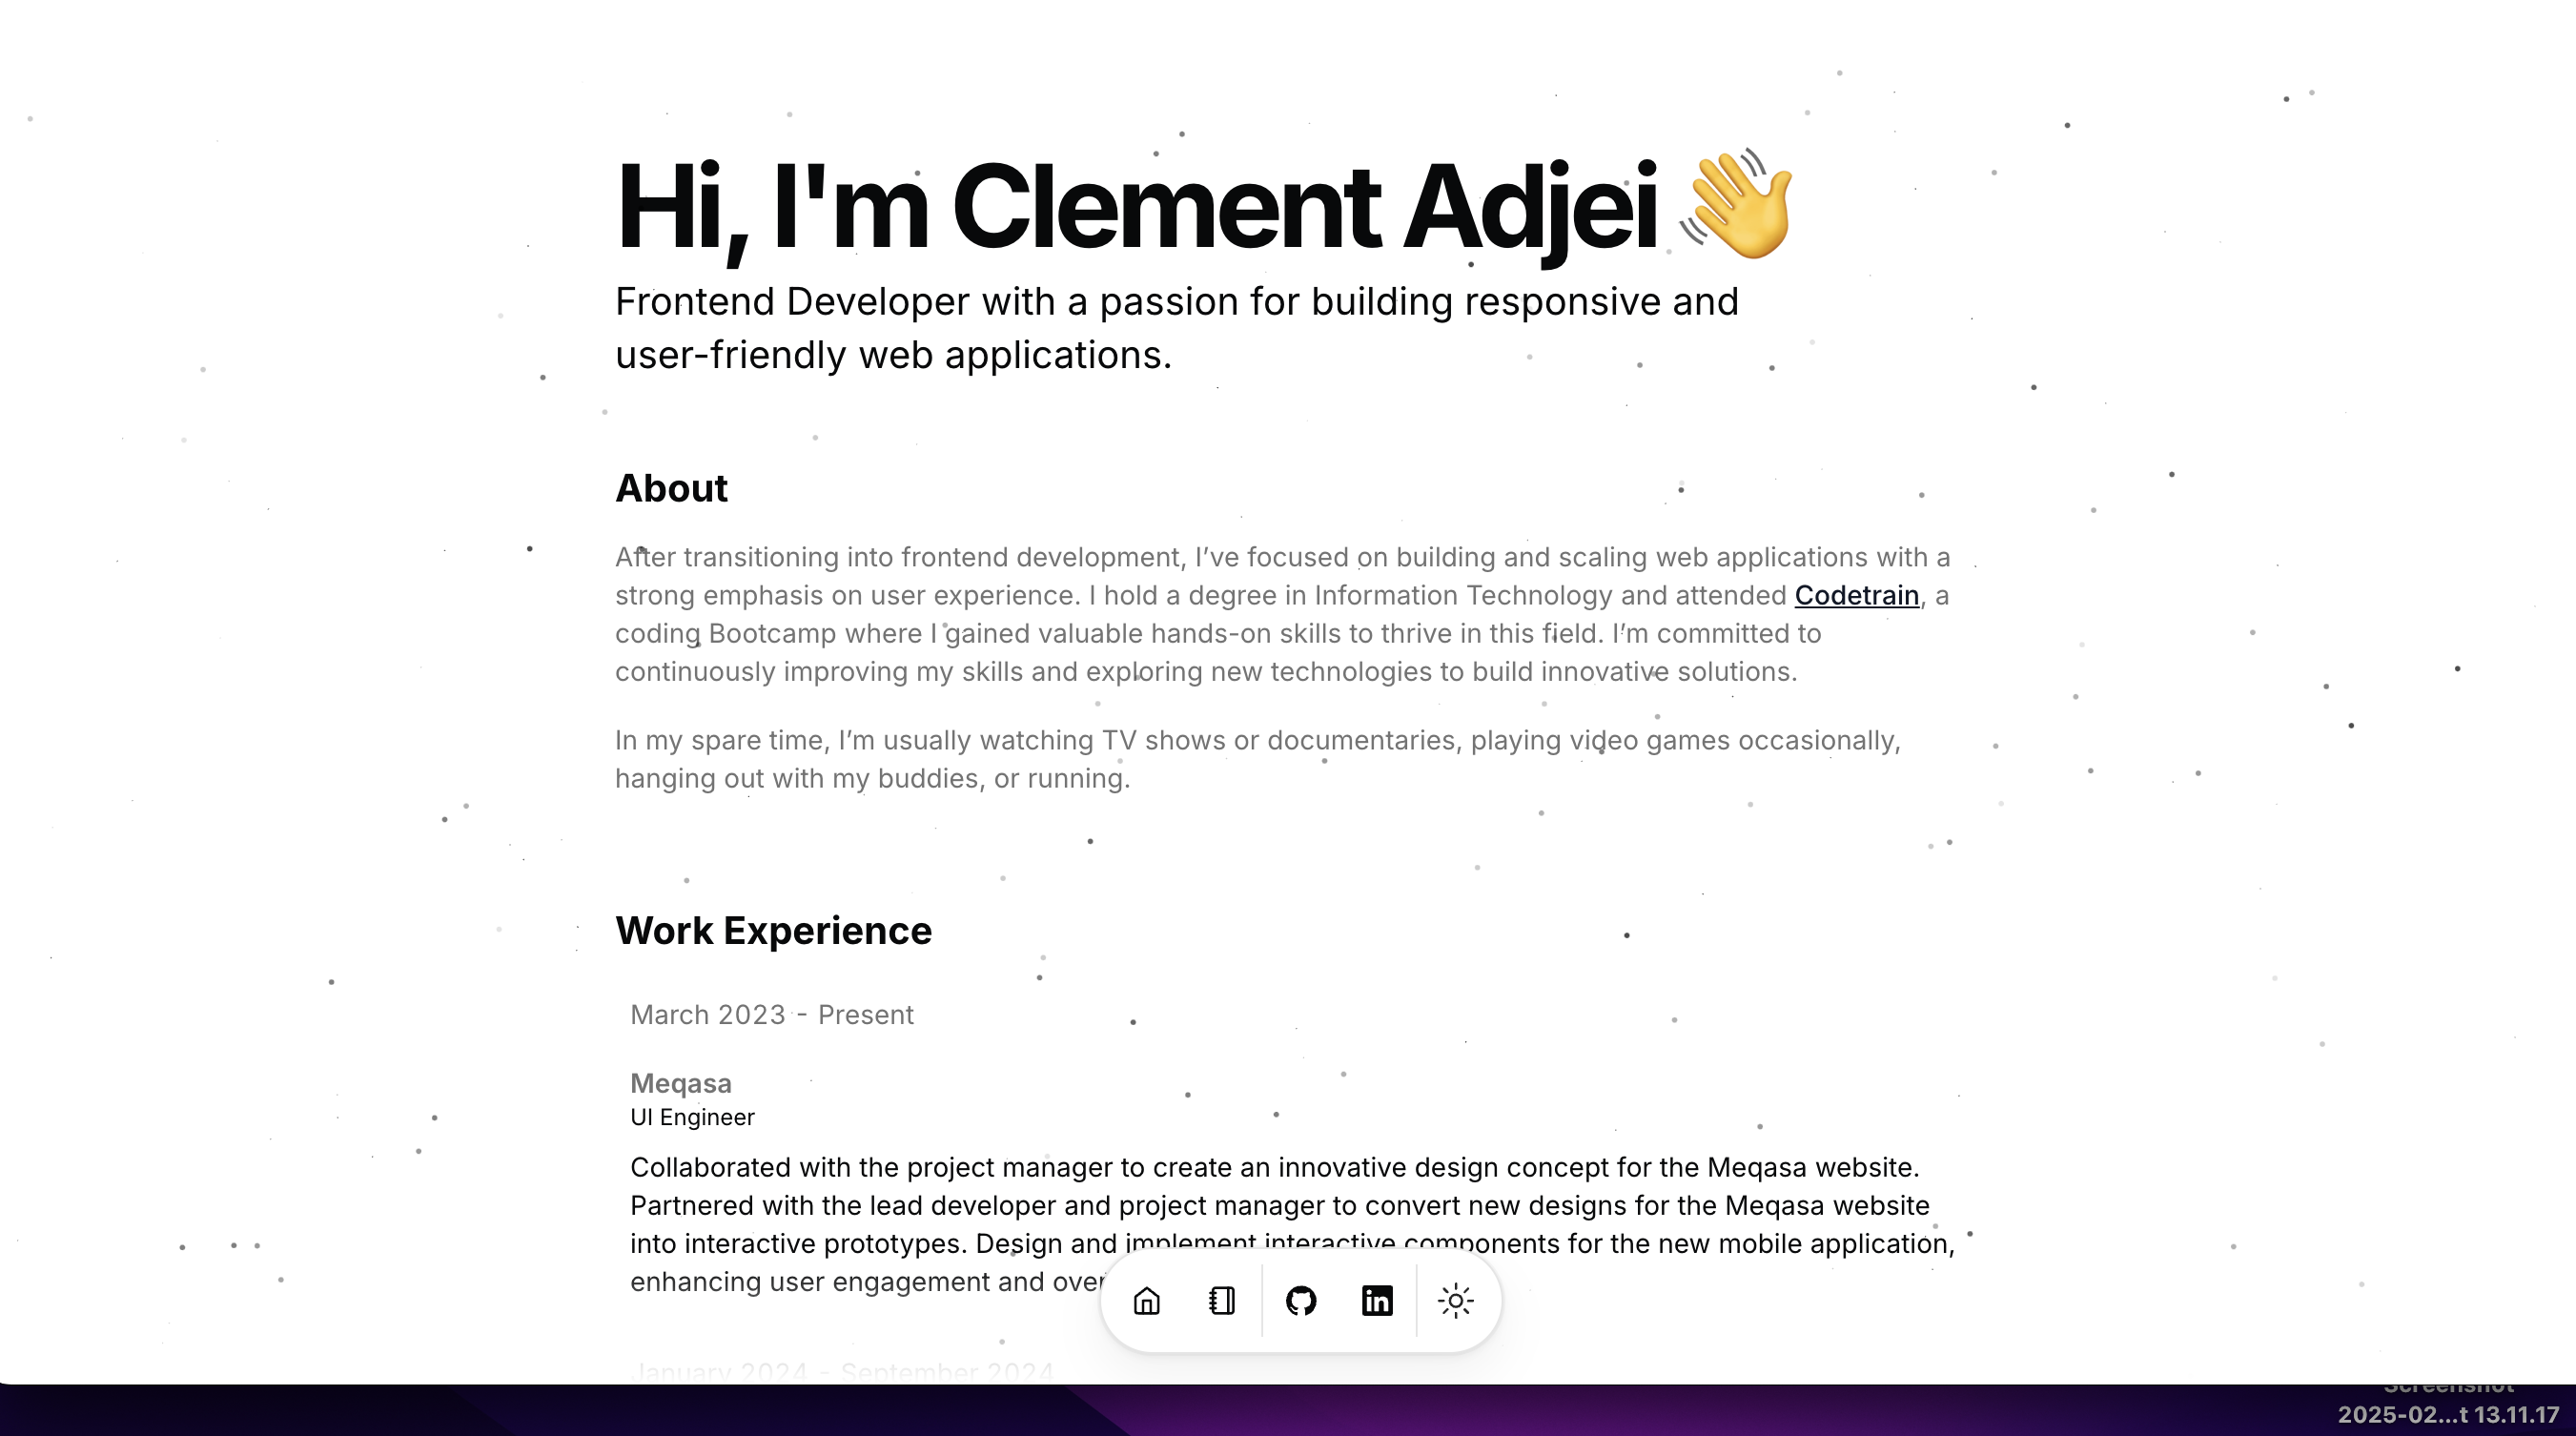 Hi, I'm Clement Adjei 👋
Frontend Developer with a passion for building responsive and
user-friendly web applications.
About
After transitioning into frontend development, I’ve focused on building and scaling web applications with a
strong emphasis on user experience. I hold a degree in Information Technology and attended Codetrain, a
coding Bootcamp where I gained valuable hands-on skills to thrive in this field. I’m committed to
continuously improving my skills and exploring new technologies to build innovative solutions.
In my spare time, I’m usually watching TV shows or documentaries, playing video games occasionally,
hanging out with my buddies, or running.
Work Experience
March 2023 - Present
Meqasa
UI Engineer
Collaborated with the project manager to create an innovative design concept for the Meqasa website.
Partnered with the lead developer and project manager to convert new designs for the Meqasa website
into interactive prototypes. Design and implement interactive components for the new mobile application,
enhancing user engagement and
in
January 2024 - September 2024
Screenshot
2025-02...t 13.11.17